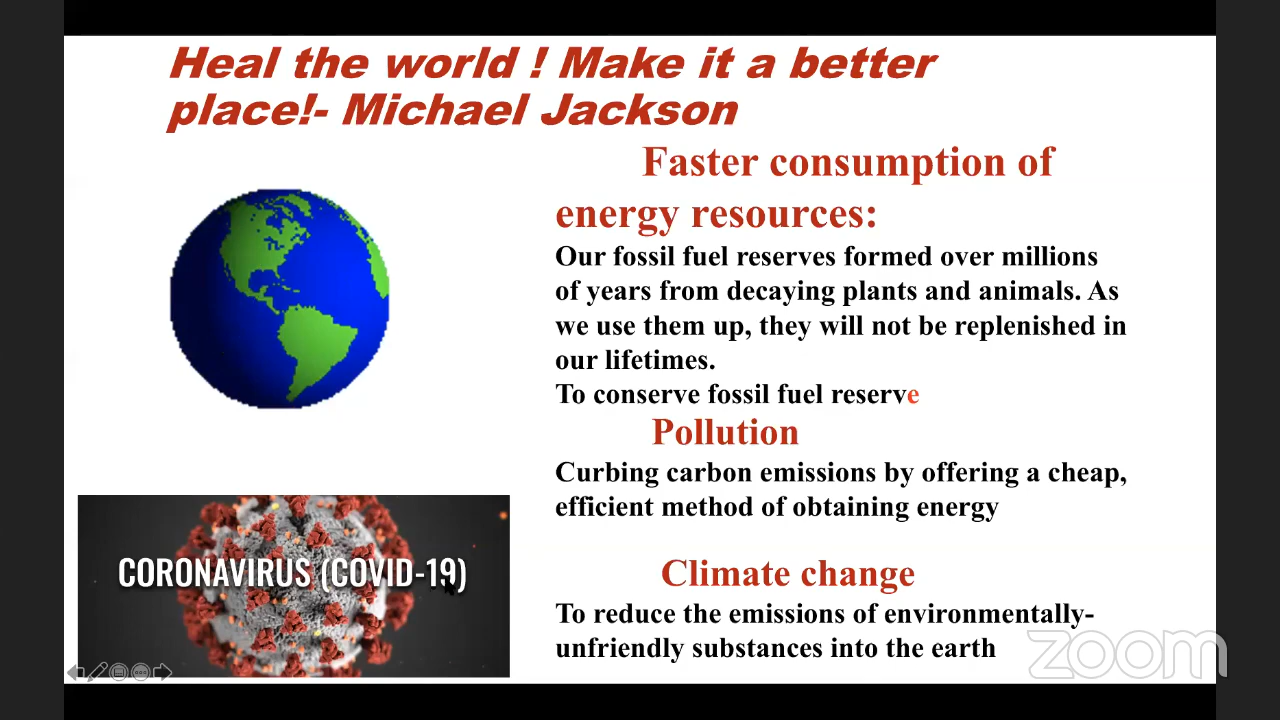 Heal the world ! Make it a better
place!- Michael Jackson
Faster consumption of
energy resources:
Our fossil fuel reserves formed over millions
of years from decaying plants and animals. As
we use them up, they will not be replenished in
our lifetimes.
To conserve fossil fuel reserve
Pollution
Curbing carbon emissions by offering a cheap,
efficient method of obtaining energy
Climate change
To reduce the emissions of environmentally-
unfriendly substances into the earth
CORONAVIRUS (COVID-19)
zoom